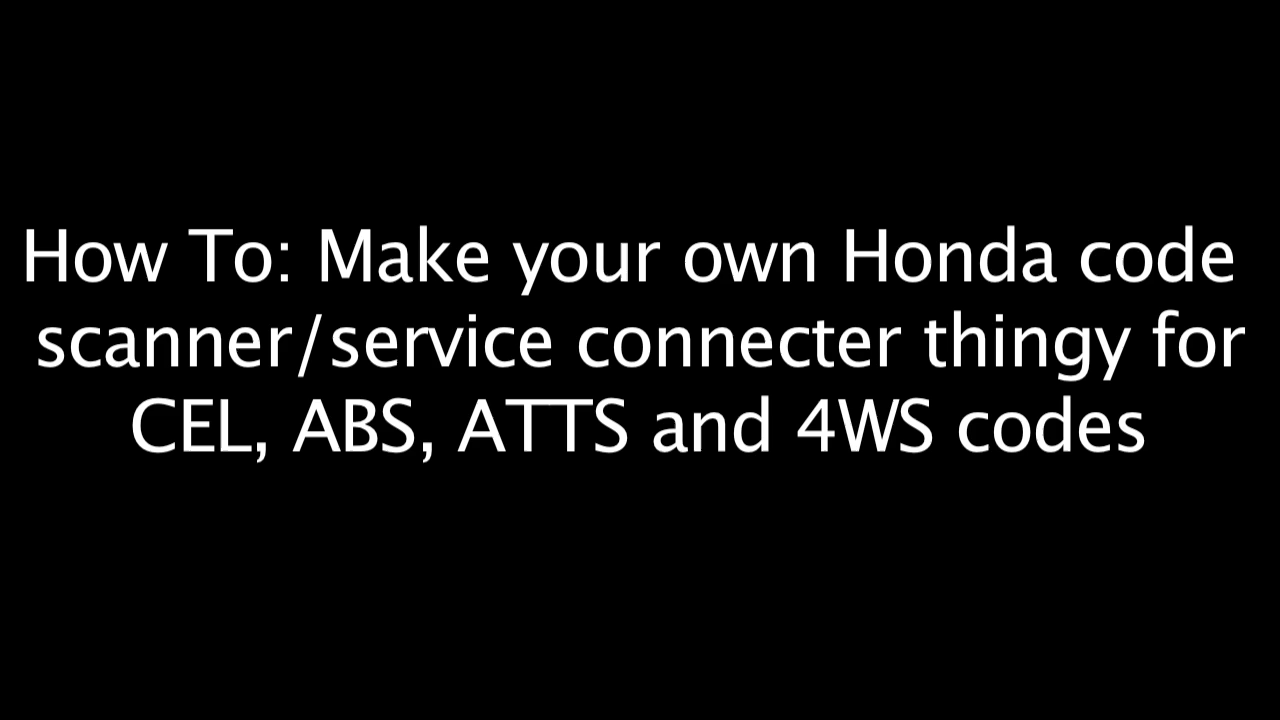 How To: Make your own Honda code
scanner/service connecter thingy for
CEL, ABS, ATTS and 4WS codes